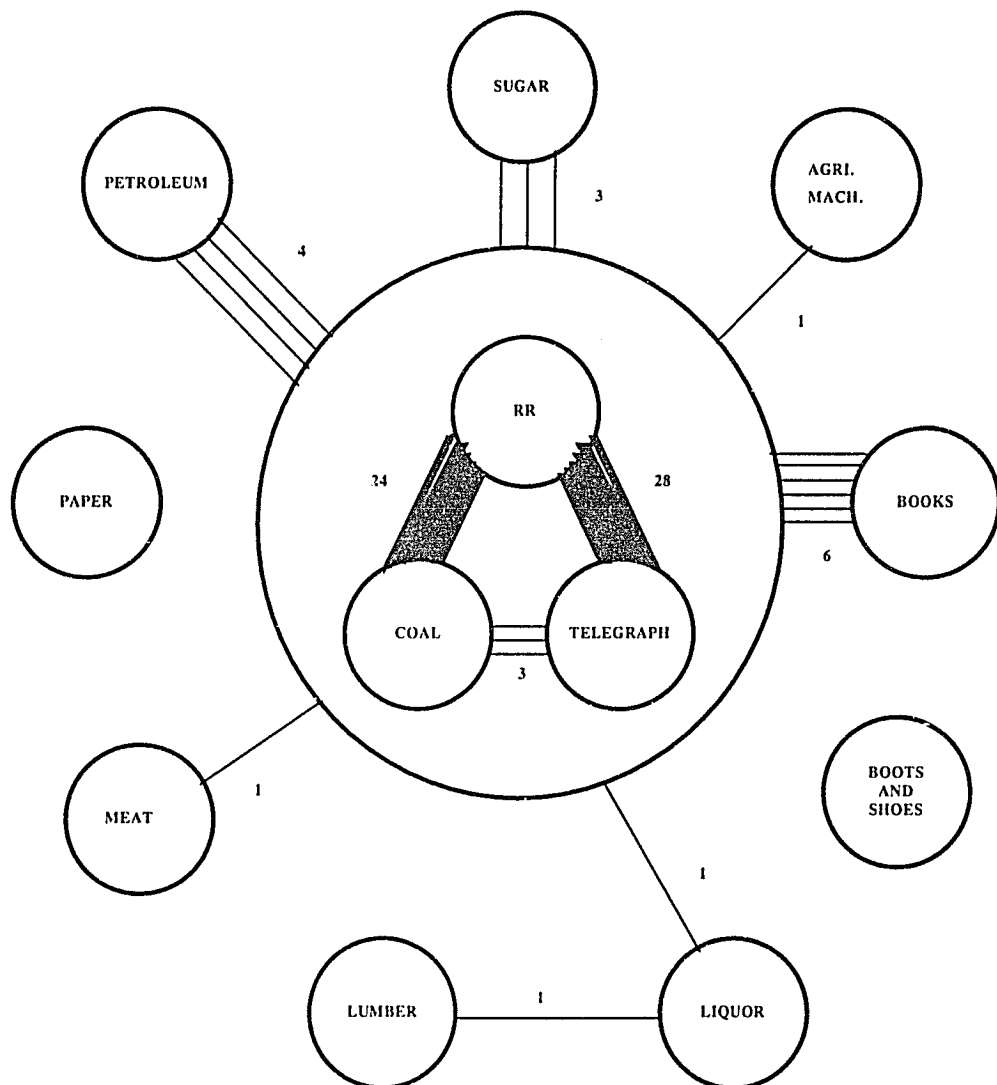 SUGAR
PETROLEUM
AGRI.
MACH.
3
4
1
RR
24
28
PAPER
BOOKS
6
COAL
TELEGRAPH
3
BOOTS
AND
SHOES
MEAT
1
1
LUMBER
1
LIQUOR